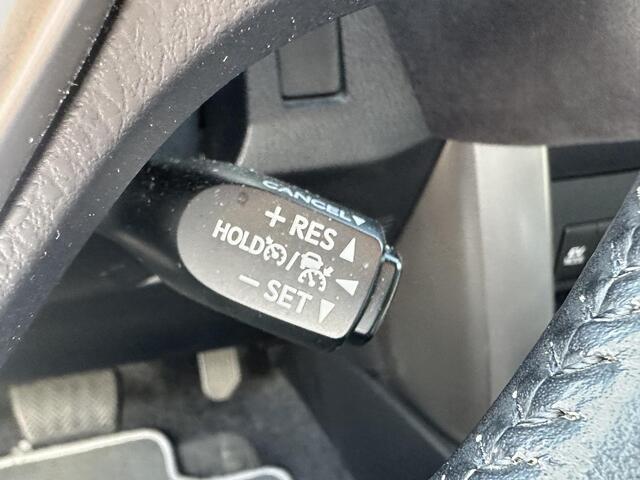 CANCEL
+ RES
HOLD /
− SET